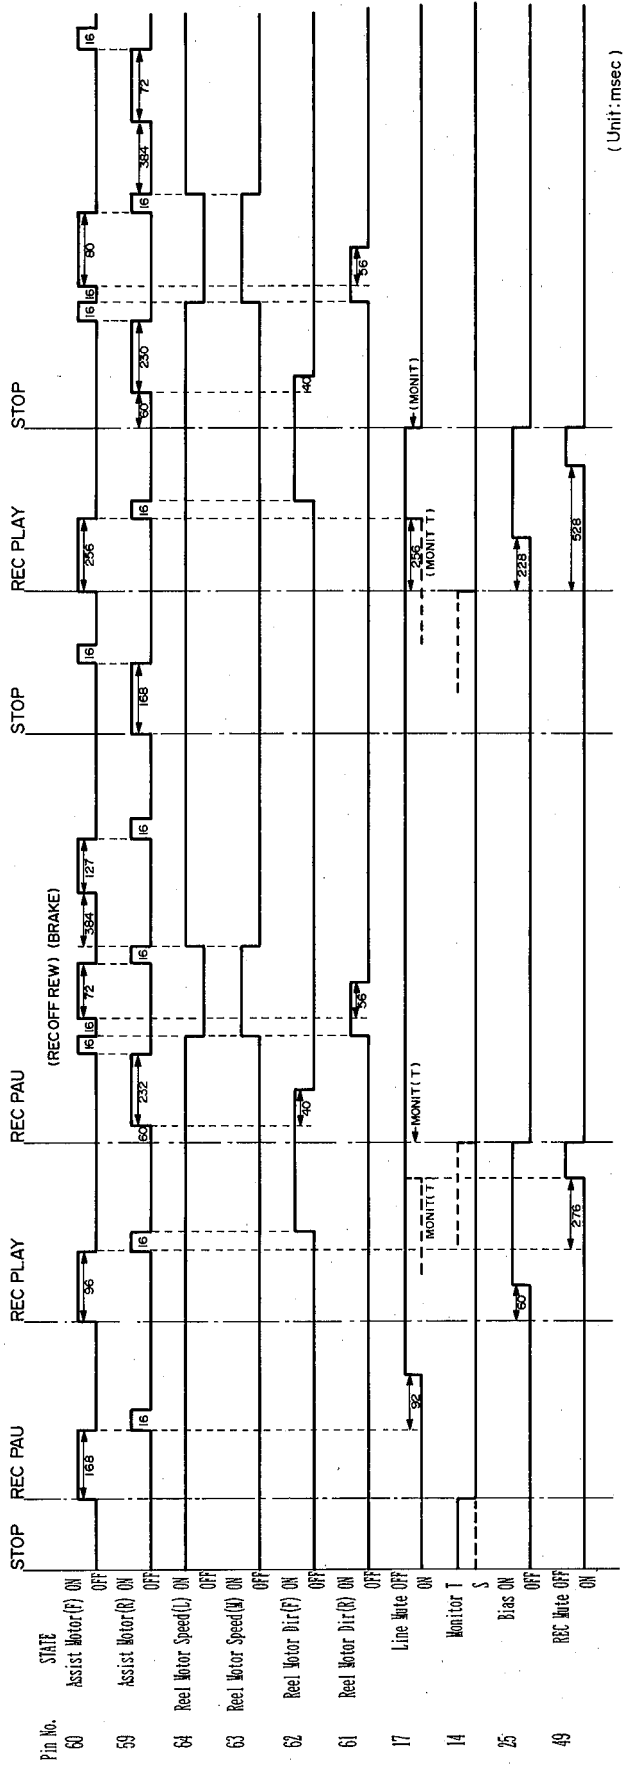 STOP REC PAU REC PLAY REC PAU (REC OFF REW) (BRAKE) STOP REC PLAY STOP
Pin No. STATE
60 Assist Motor(F) ON
OFF
168 96 16 16 72 384 127 16 256 16 16 80 16
59 Assist Motor(R) ON
OFF
16 16 60 232 16 16 168 16 60 230 16 384 72
64 Reel Motor Speed(L) ON
OFF
63 Reel Motor Speed(M) ON
OFF
62 Reel Motor Dir(F) ON
OFF
40 40
61 Reel Motor Dir(R) ON
OFF
56 56
17 Line Mute OFF
ON
92 MONIT(T) MONIT(T) 256 (MONIT T) (MONIT)
14 Monitor T
S
25 Bias ON
OFF
60 228
49 REC Mute OFF
ON
276 528
(Unit:msec)